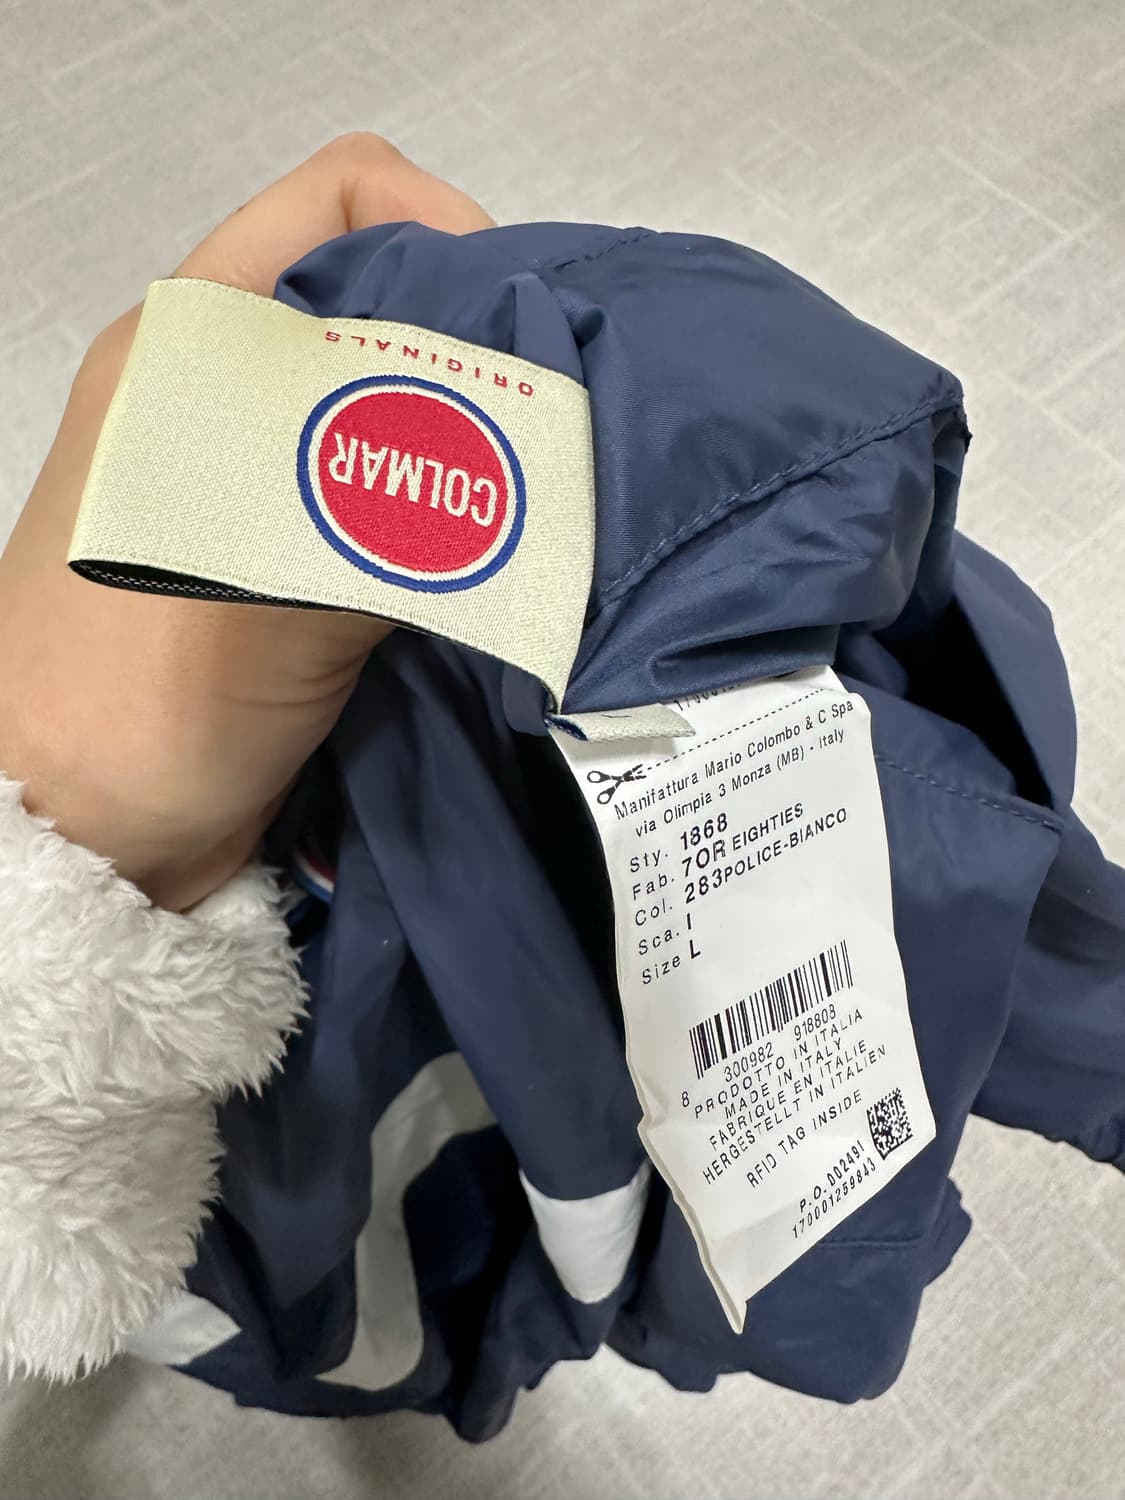 ORIGINALS
COLMAR
L
Manifattura Mario Colombo & C Spa
via Olimpia 3 Monza (MB) - Italy
Sty. 1868
Fab. 7OR EIGHTIES
Col. 283POLICE-BIANCO
Sca. I
Size L
8 300982 918808
PRODOTTO IN ITALIA
MADE IN ITALY
FABRIQUE EN ITALIE
HERGESTELLT IN ITALIEN
RFID TAG INSIDE
P.O. D02491
170001259843